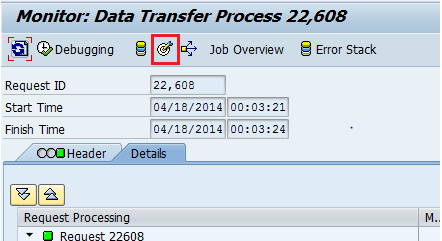 Monitor: Data Transfer Process 22,608
Debugging Job Overview Error Stack
Request ID 22,608
Start Time 04/18/2014 00:03:21
Finish Time 04/18/2014 00:03:24
Header Details
Request Processing M..
Request 22608